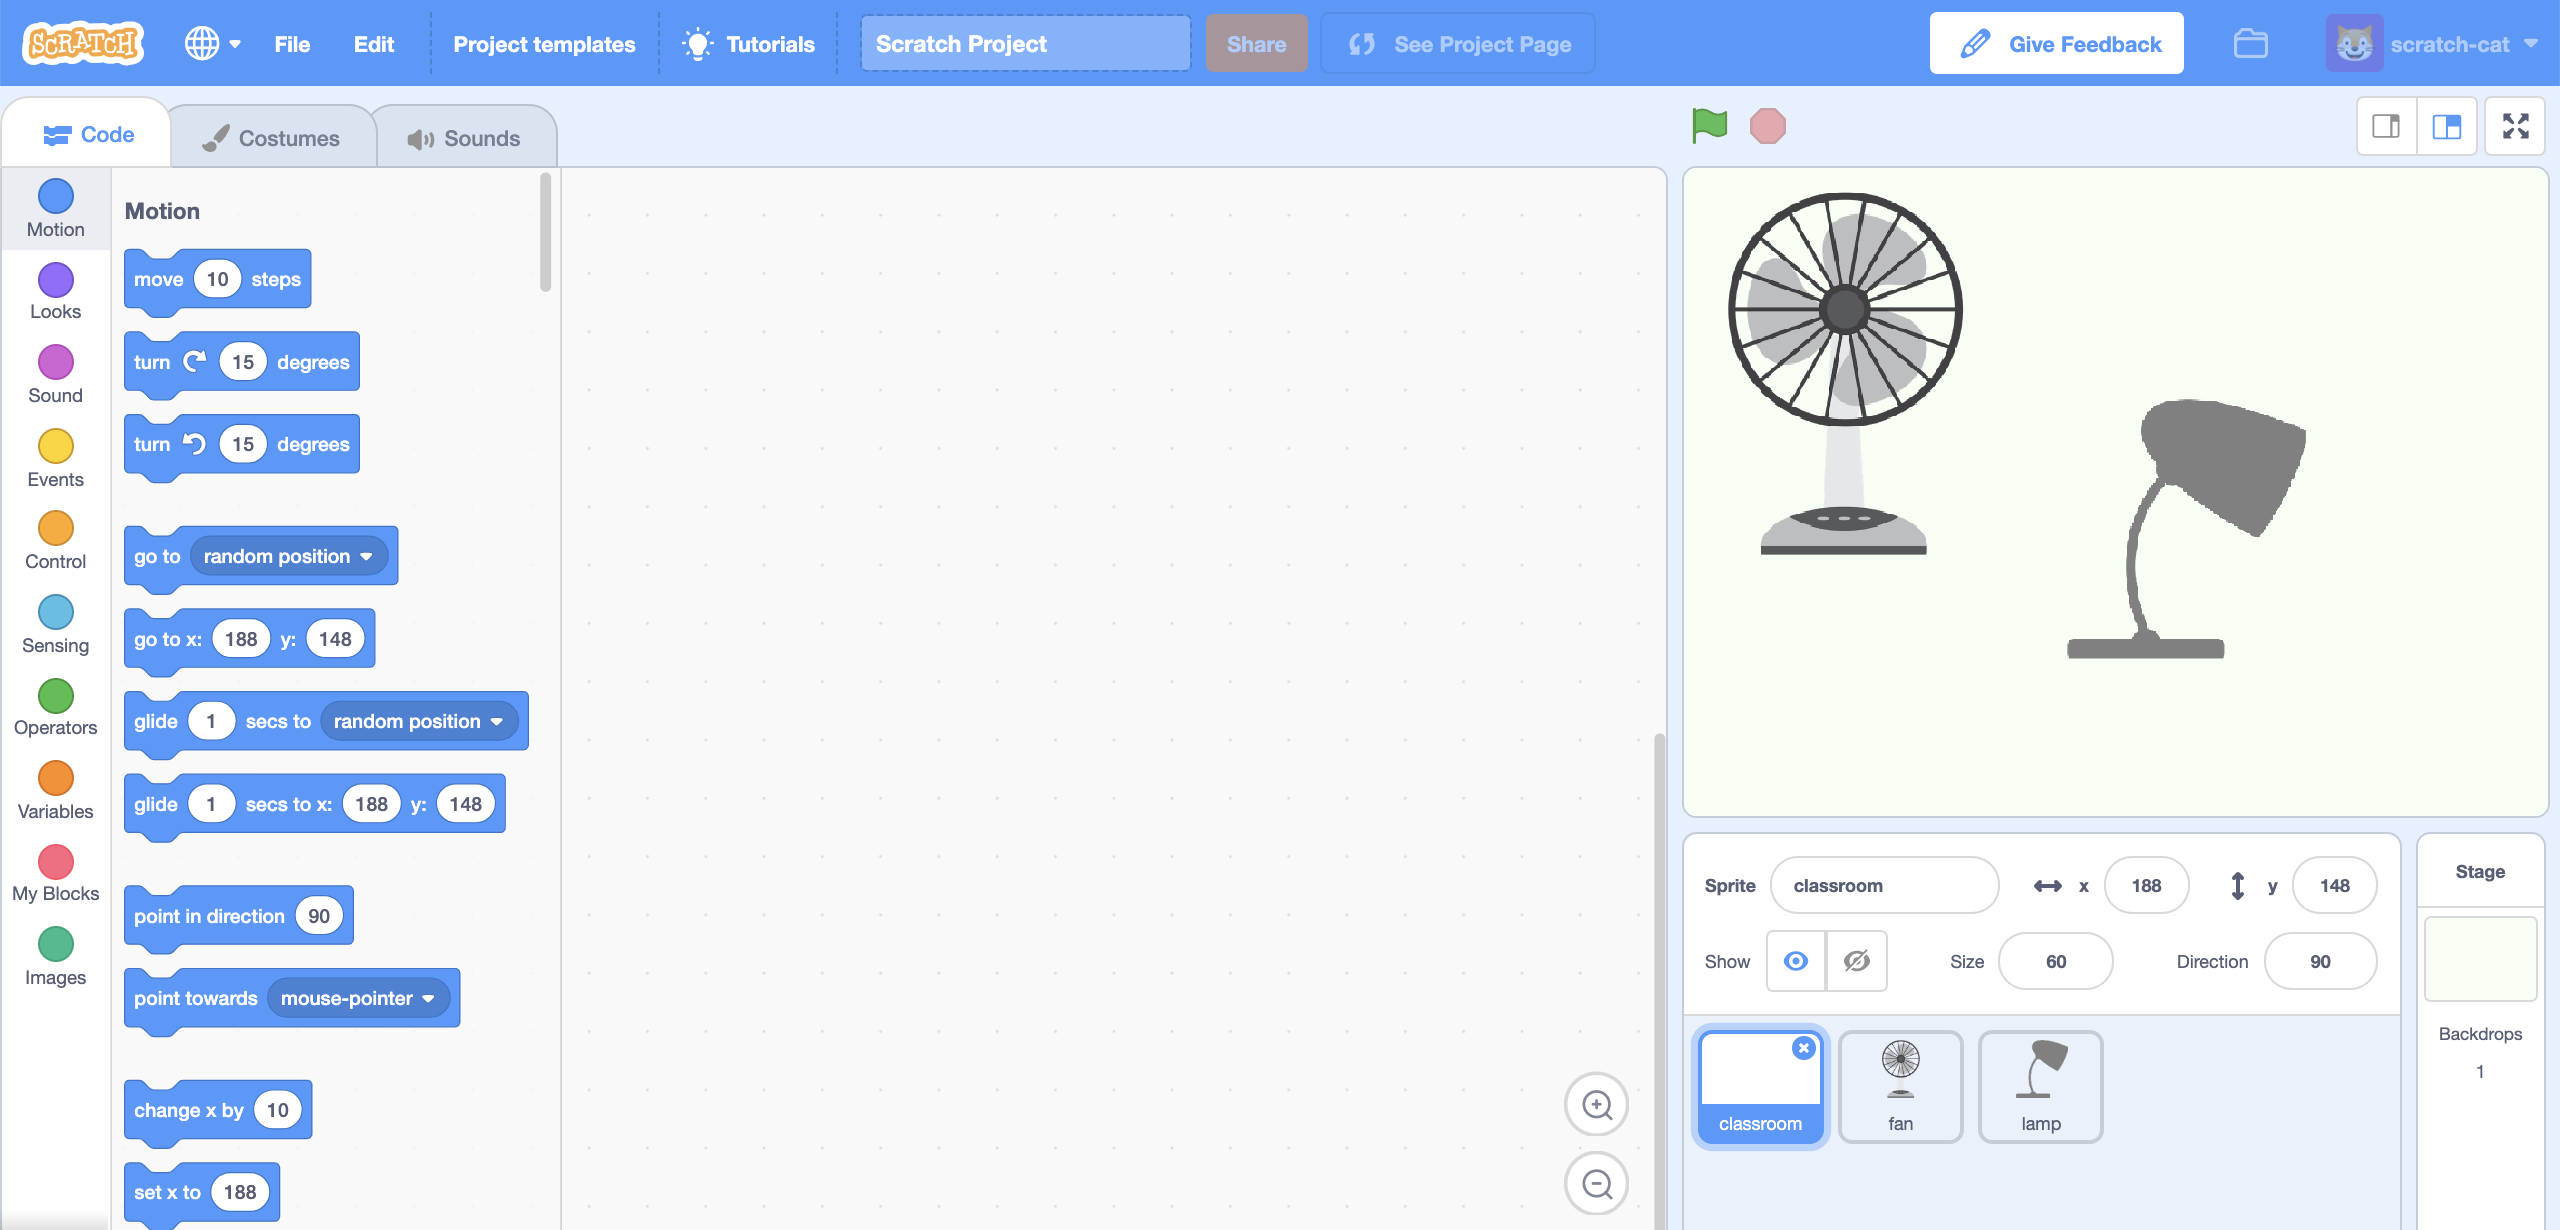 SCRATCH
File
Edit
Project templates
Tutorials
Scratch Project
Share
See Project Page
Give Feedback
scratch-cat
Code
Costumes
Sounds
Motion
Looks
Sound
Events
Control
Sensing
Operators
Variables
My Blocks
Images
Motion
move 10 steps
turn 15 degrees
turn 15 degrees
go to random position
go to x: 188 y: 148
glide 1 secs to random position
glide 1 secs to x: 188 y: 148
point in direction 90
point towards mouse-pointer
change x by 10
set x to 188
Sprite classroom x 188 y 148
Show Size 60 Direction 90
classroom
fan
lamp
Stage
Backdrops
1